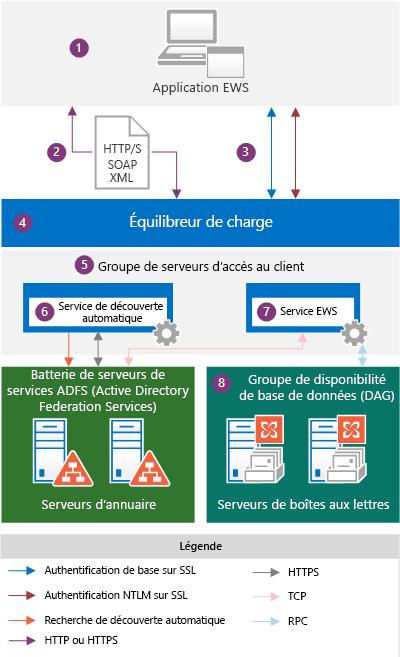 1
Application EWS
2
HTTP/S
SOAP
XML
3
4
Équilibreur de charge
5
Groupe de serveurs d'accès au client
6
Service de découverte
automatique
7
Service EWS
Batterie de serveurs de
services ADFS (Active Directory
Federation Services)
Serveurs d'annuaire
8
Groupe de disponibilité
de base de données (DAG)
Serveurs de boîtes aux lettres
Légende
Authentification de base sur SSL
Authentification NTLM sur SSL
Recherche de découverte automatique
HTTP ou HTTPS
HTTPS
TCP
RPC